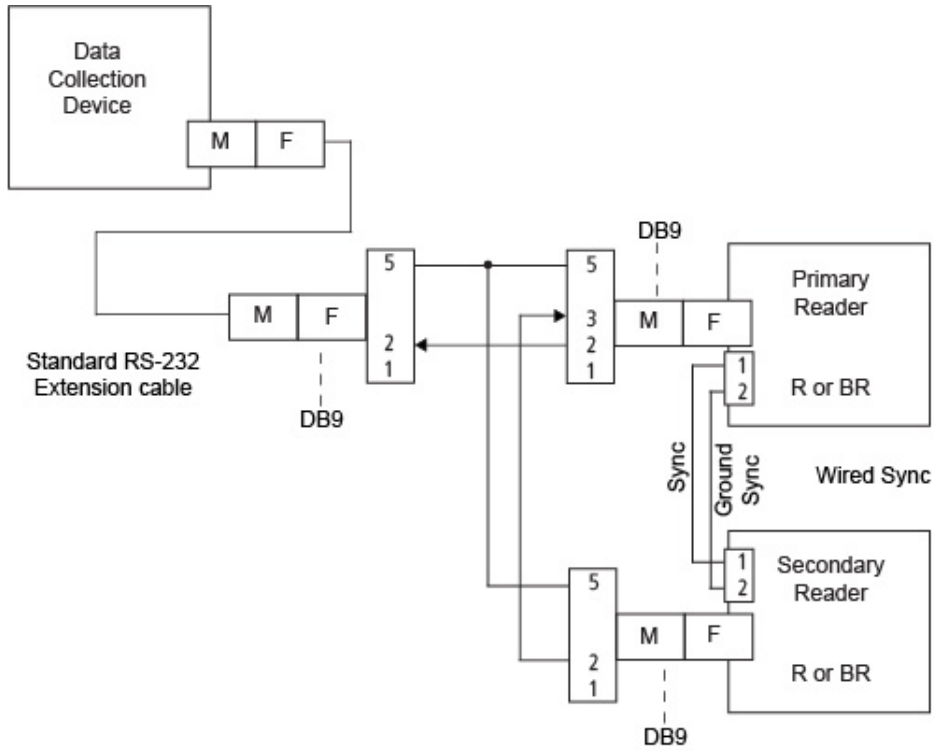 Data
Collection
Device
M F
DB9
5
5
Primary
Reader
M F
3
M F
2
2
1
1
1
2
R or BR
Standard RS-232
Extension cable
DB9
Sync
Ground
Sync
Wired Sync
5
1
2
Secondary
Reader
M F
2
1
R or BR
DB9